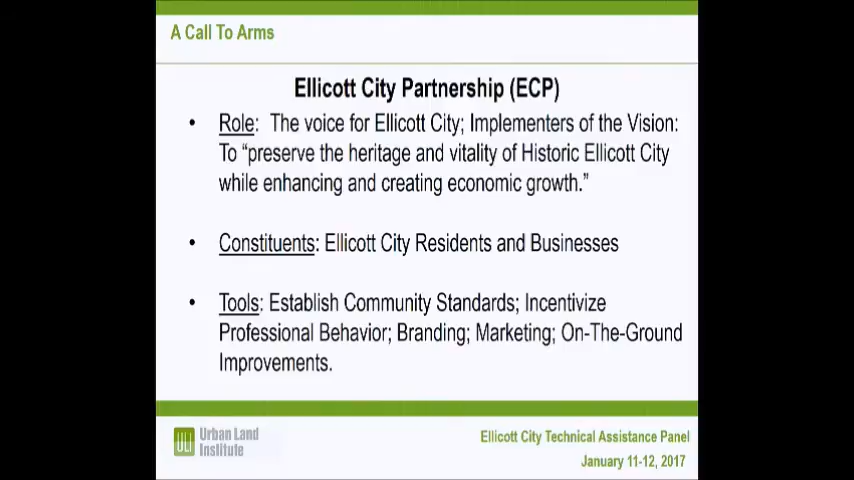 A Call To Arms
Ellicott City Partnership (ECP)
• Role: The voice for Ellicott City; Implementers of the Vision:
To “preserve the heritage and vitality of Historic Ellicott City
while enhancing and creating economic growth.”
• Constituents: Ellicott City Residents and Businesses
• Tools: Establish Community Standards; Incentivize
Professional Behavior; Branding; Marketing; On-The-Ground
Improvements.
ULI Urban Land
Institute
Ellicott City Technical Assistance Panel
January 11-12, 2017